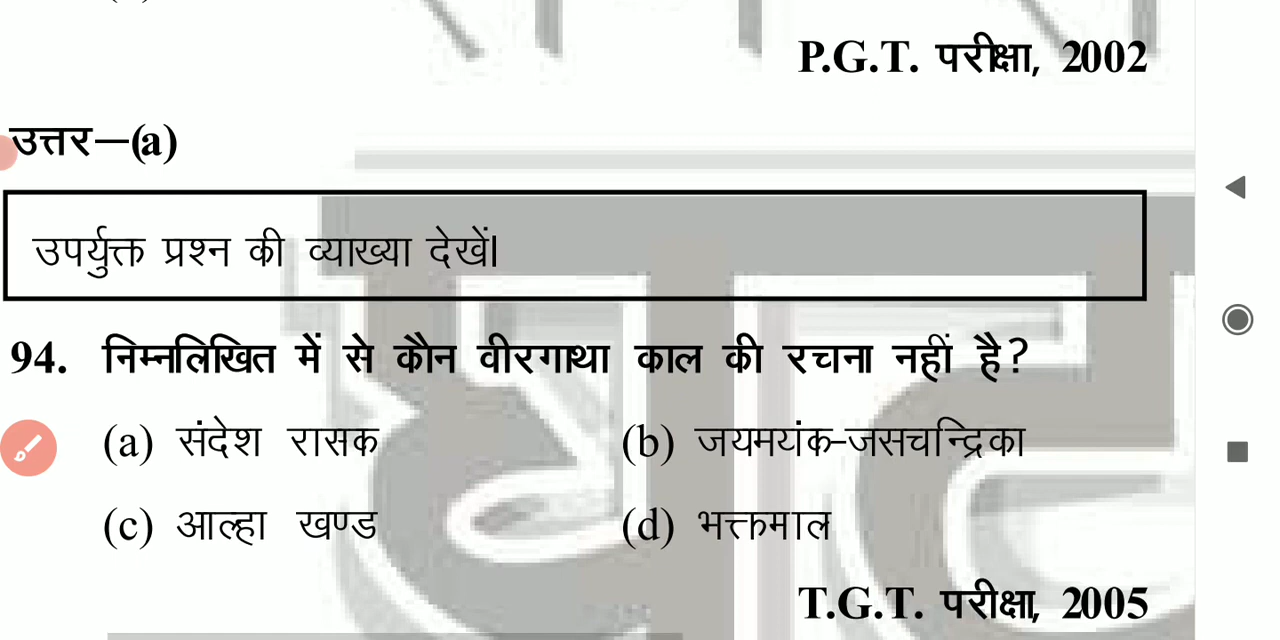 P.G.T. परीक्षा, 2002
उत्तर—(a)
उपर्युक्त प्रश्न की व्याख्या देखें।
94. निम्नलिखित में से कौन वीरगाथा काल की रचना नहीं है?
(a) संदेश रासक (b) जयमयंक-जसचन्द्रिका
(c) आल्हा खण्ड (d) भक्तमाल
T.G.T. परीक्षा, 2005